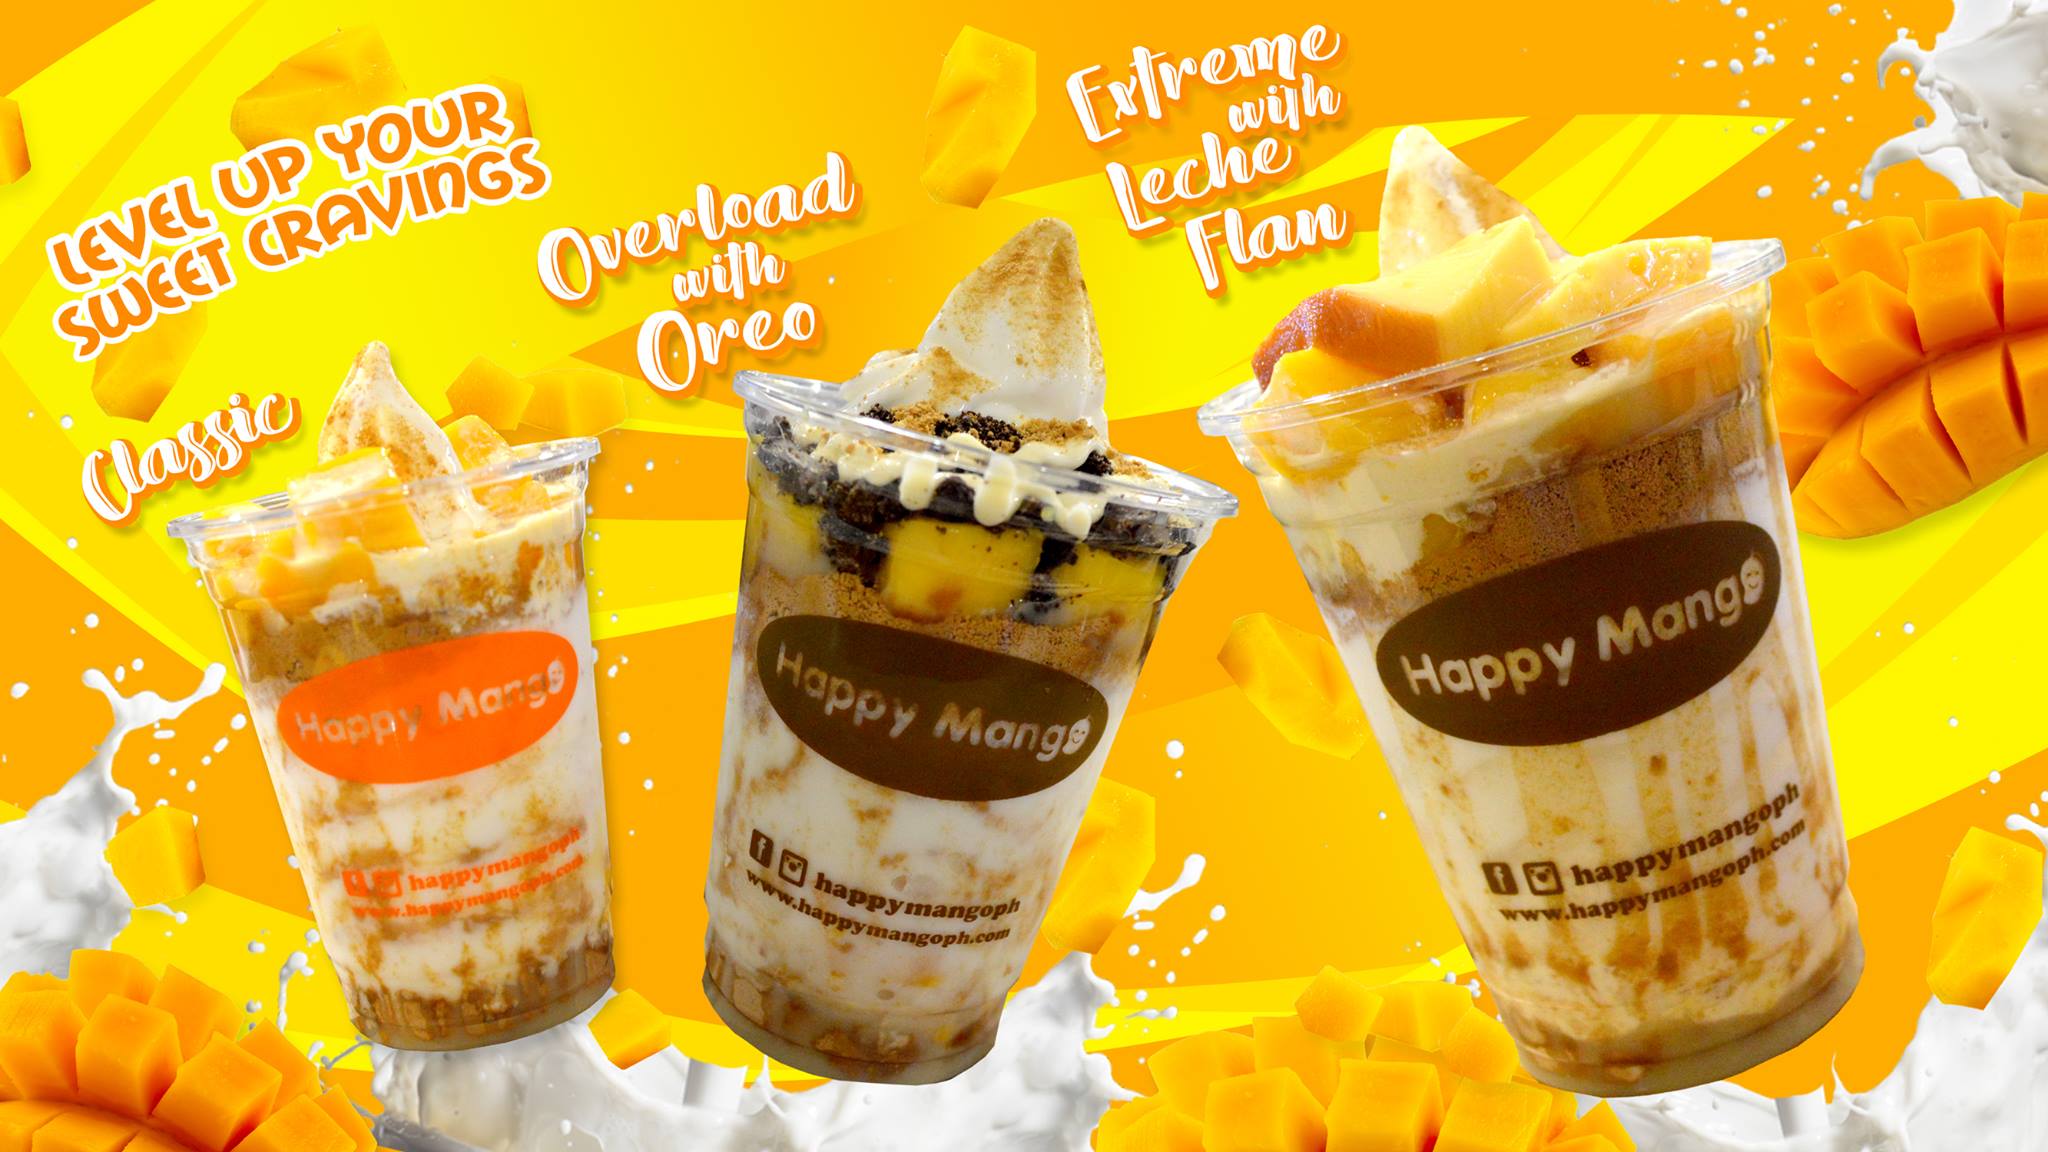 LEVEL UP YOUR
SWEET CRAVINGS
Classic
Overload
with
Oreo
Extreme
with
Leche
Flan
Happy Mango
happymangoph
www.happymangoph.com
Happy Mango
happymangoph
www.happymangoph.com
Happy Mango
happymangoph
www.happymangoph.com